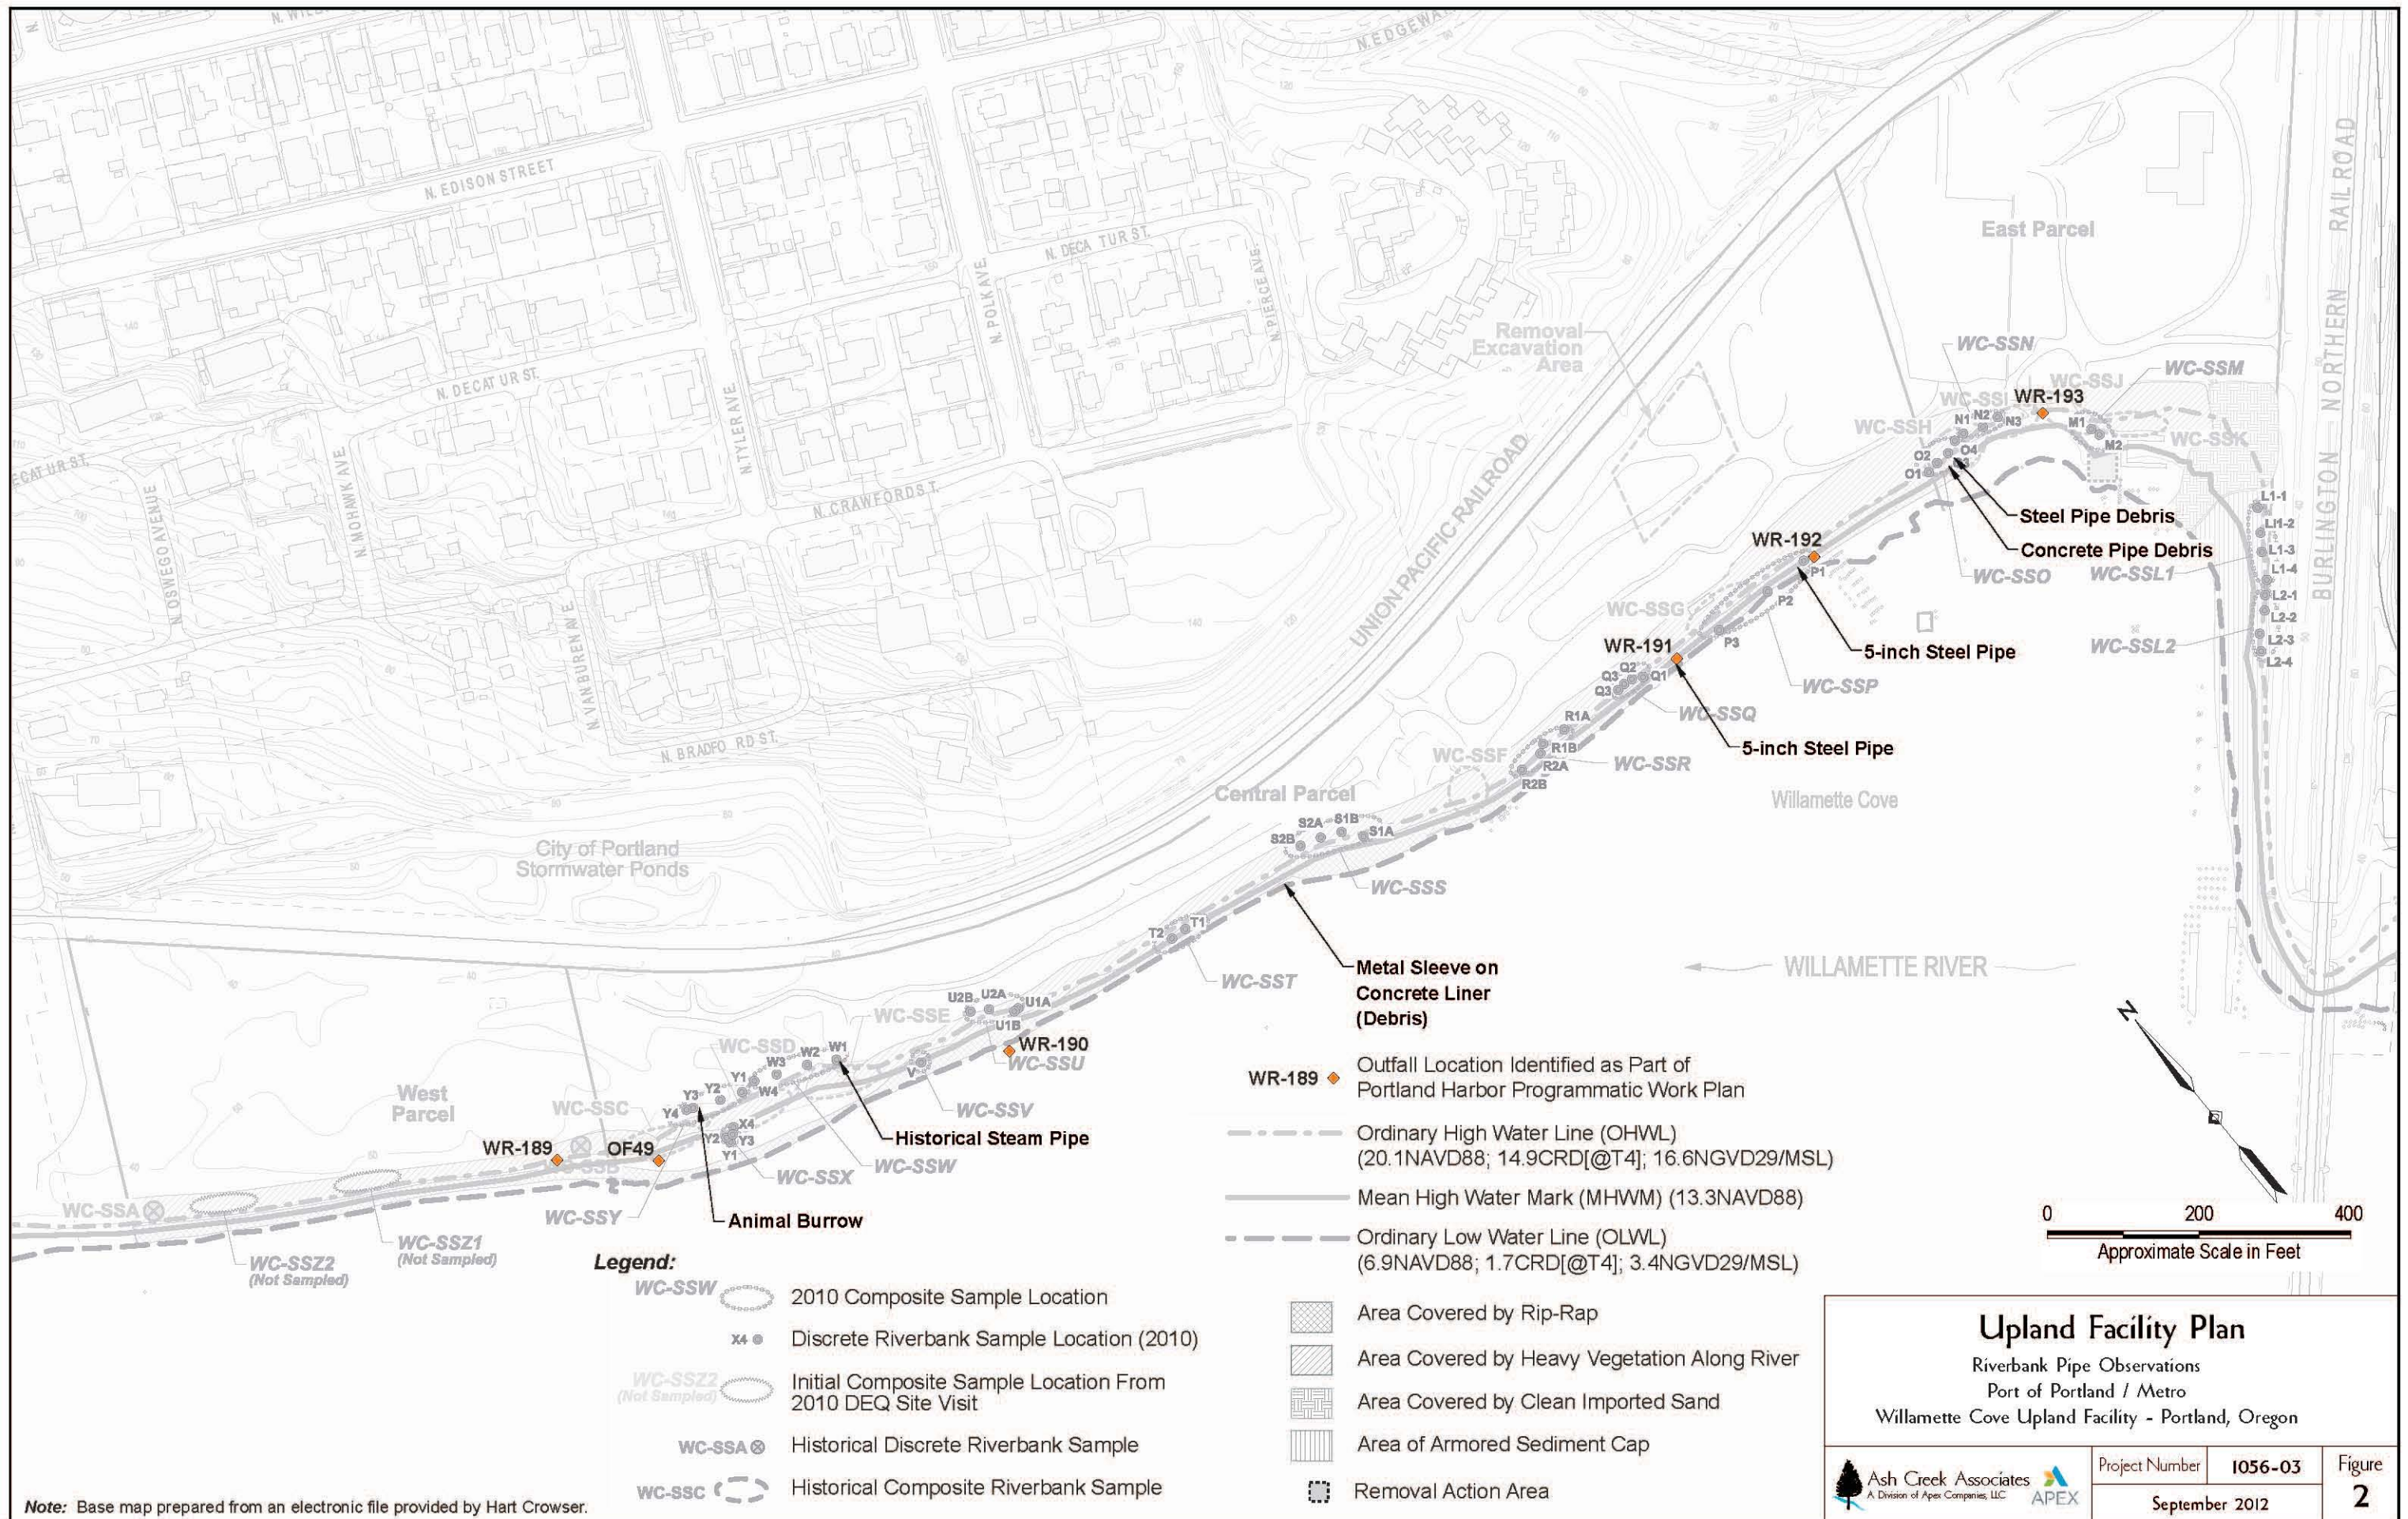 N. EDGEWA
N. EDISON STREET
N. DECATUR ST.
N. DECA TUR ST.
N. POLK AVE.
N. PIERCE AVE.
N. TYLER AVE.
N. MOHAWK AVE.
N. OSWEGO AVENUE
ECATUR ST.
N. CRAWFORD ST.
N. VAN BUREN AVE.
N. BRADFO RD ST.
UNION PACIFIC RAILROAD
BURLINGTON NORTHERN RAILROAD
East Parcel
Removal
Excavation
Area
WC-SSN
WC-SSJ
WC-SSM
WC-SSI
WR-193
WC-SSH
WC-SSK
N1
N2
N3
M1
M2
O2
O4
O1
Steel Pipe Debris
Concrete Pipe Debris
WC-SSO
WC-SSL1
L1-1
LI1-2
L1-3
L1-4
L2-1
L2-2
L2-3
L2-4
WC-SSL2
WR-192
P1
P2
P3
WC-SSG
WR-191
5-inch Steel Pipe
WC-SSP
Q2
Q3
Q3
Q1
WC-SSQ
5-inch Steel Pipe
R1A
R1B
R2A
R2B
WC-SSR
WC-SSF
Willamette Cove
Central Parcel
S2A
S1B
S2B
S1A
WC-SSS
City of Portland
Stormwater Ponds
T1
T2
WC-SST
Metal Sleeve on
Concrete Liner
(Debris)
WILLAMETTE RIVER
N
U2B
U2A
U1A
U1B
WC-SSE
WR-190
WC-SSU
V
WC-SSV
WC-SSD
W1
W2
W3
W4
Historical Steam Pipe
WC-SSW
Y1
Y2
Y3
Y4
X4
Y2
Y3
Y1
WC-SSX
West
Parcel
WC-SSC
WR-189
OF49
WC-SSB
WC-SSY
Animal Burrow
WC-SSA
WC-SSZ1
(Not Sampled)
WC-SSZ2
(Not Sampled)
WR-189
Outfall Location Identified as Part of
Portland Harbor Programmatic Work Plan
Ordinary High Water Line (OHWL)
(20.1NAVD88; 14.9CRD[@T4]; 16.6NGVD29/MSL)
Mean High Water Mark (MHWM) (13.3NAVD88)
Ordinary Low Water Line (OLWL)
(6.9NAVD88; 1.7CRD[@T4]; 3.4NGVD29/MSL)
0 200 400
Approximate Scale in Feet
Legend:
WC-SSW
2010 Composite Sample Location
X4
Discrete Riverbank Sample Location (2010)
WC-SSZ2
(Not Sampled)
Initial Composite Sample Location From
2010 DEQ Site Visit
WC-SSA
Historical Discrete Riverbank Sample
WC-SSC
Historical Composite Riverbank Sample
Area Covered by Rip-Rap
Area Covered by Heavy Vegetation Along River
Area Covered by Clean Imported Sand
Area of Armored Sediment Cap
Removal Action Area
Upland Facility Plan
Riverbank Pipe Observations
Port of Portland / Metro
Willamette Cove Upland Facility - Portland, Oregon
Ash Creek Associates
A Division of Apex Companies, LLC
APEX
Project Number
1056-03
September 2012
Figure
2
Note: Base map prepared from an electronic file provided by Hart Crowser.